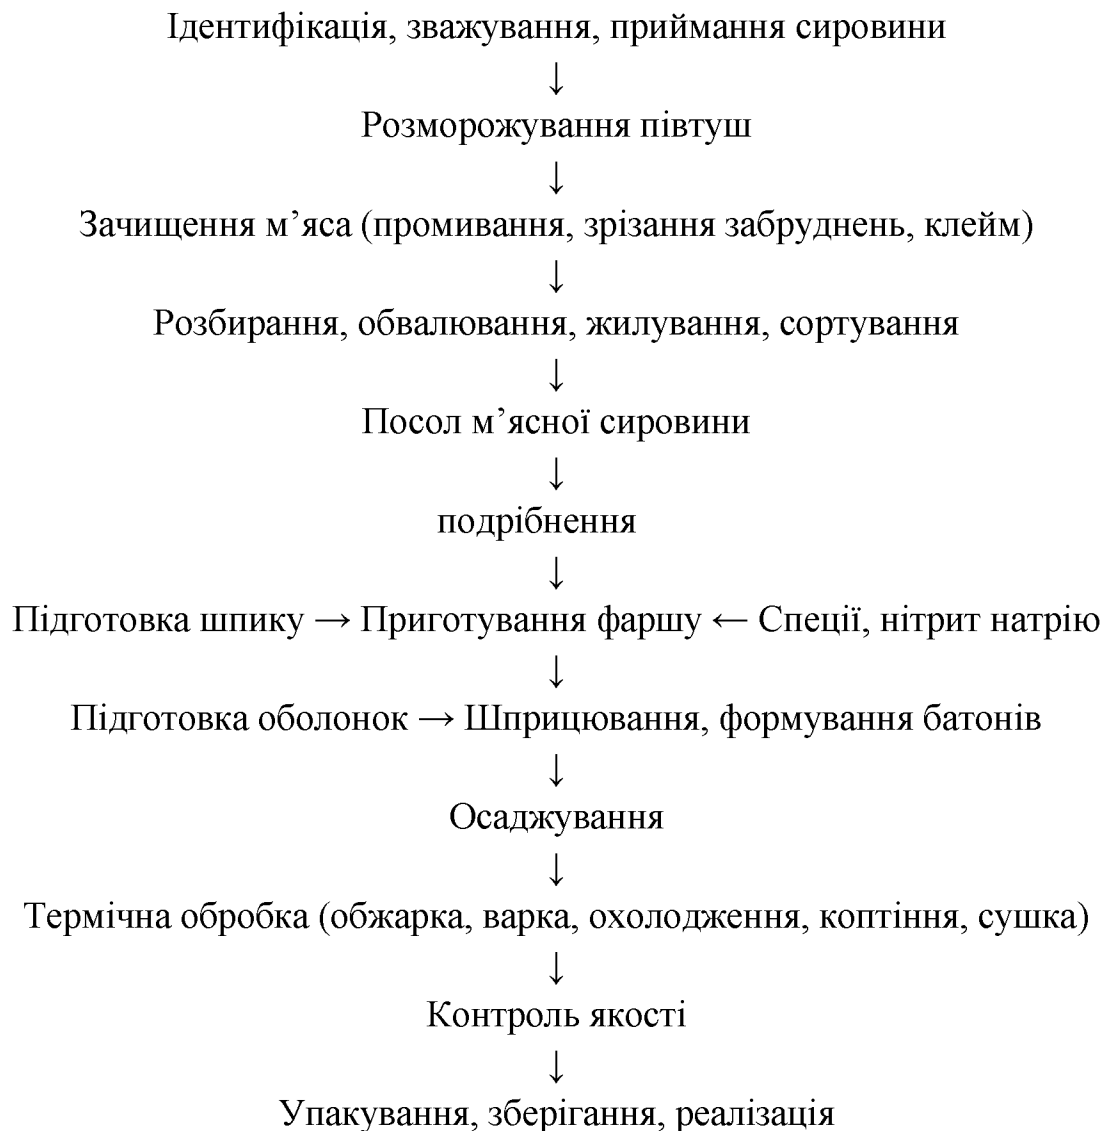 Ідентифікація, зважування, приймання сировини
↓
Розморожування півтуш
↓
Зачищення м’яса (промивання, зрізання забруднень, клейм)
↓
Розбирання, обвалювання, жилування, сортування
↓
Посол м’ясної сировини
↓
подрібнення
↓
Підготовка шпику → Приготування фаршу ← Спеції, нітрит натрію
↓
Підготовка оболонок → Шприцювання, формування батонів
↓
Осаджування
↓
Термічна обробка (обжарка, варка, охолодження, коптіння, сушка)
↓
Контроль якості
↓
Упакування, зберігання, реалізація